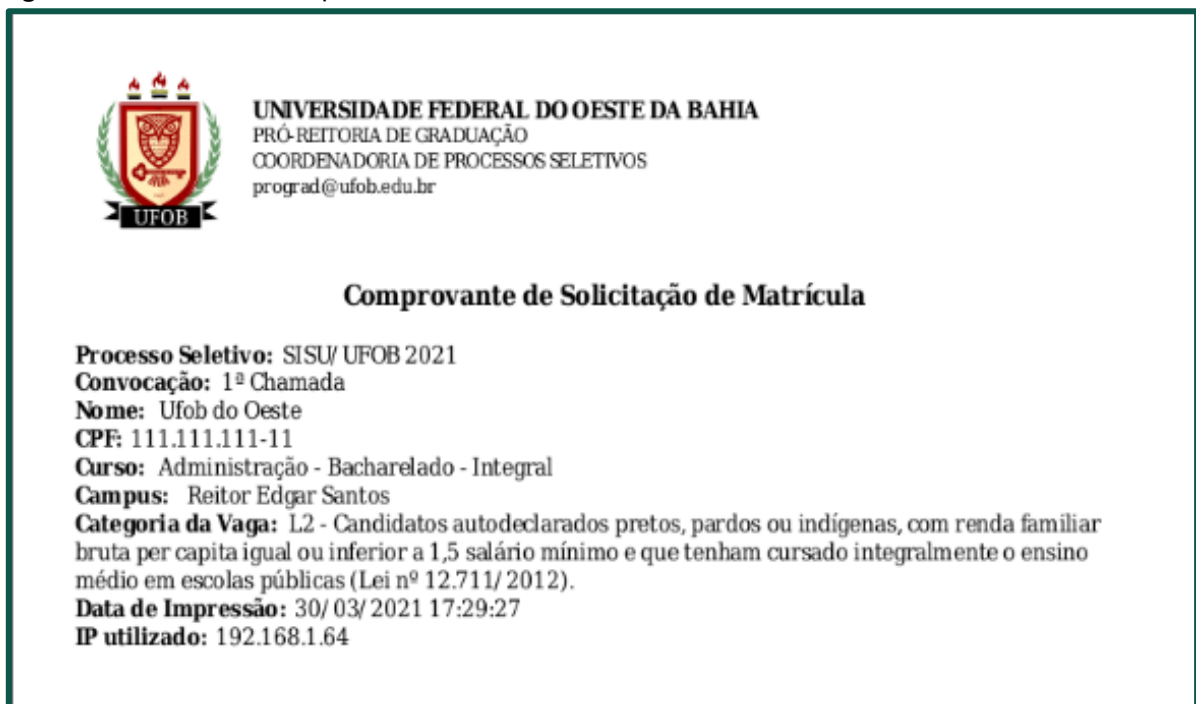 UFOB
UNIVERSIDADE FEDERAL DO OESTE DA BAHIA
PRÓ-REITORIA DE GRADUAÇÃO
COORDENADORIA DE PROCESSOS SELETIVOS
prograd@ufob.edu.br
Comprovante de Solicitação de Matrícula
Processo Seletivo: SISU/UFOB 2021
Convocação: 1ª Chamada
Nome: Ufob do Oeste
CPF: 111.111.111-11
Curso: Administração - Bacharelado - Integral
Campus: Reitor Edgar Santos
Categoria da Vaga: L2 - Candidatos autodeclarados pretos, pardos ou indígenas, com renda familiar
bruta per capita igual ou inferior a 1,5 salário mínimo e que tenham cursado integralmente o ensino
médio em escolas públicas (Lei nº 12.711/2012).
Data de Impressão: 30/03/2021 17:29:27
IP utilizado: 192.168.1.64